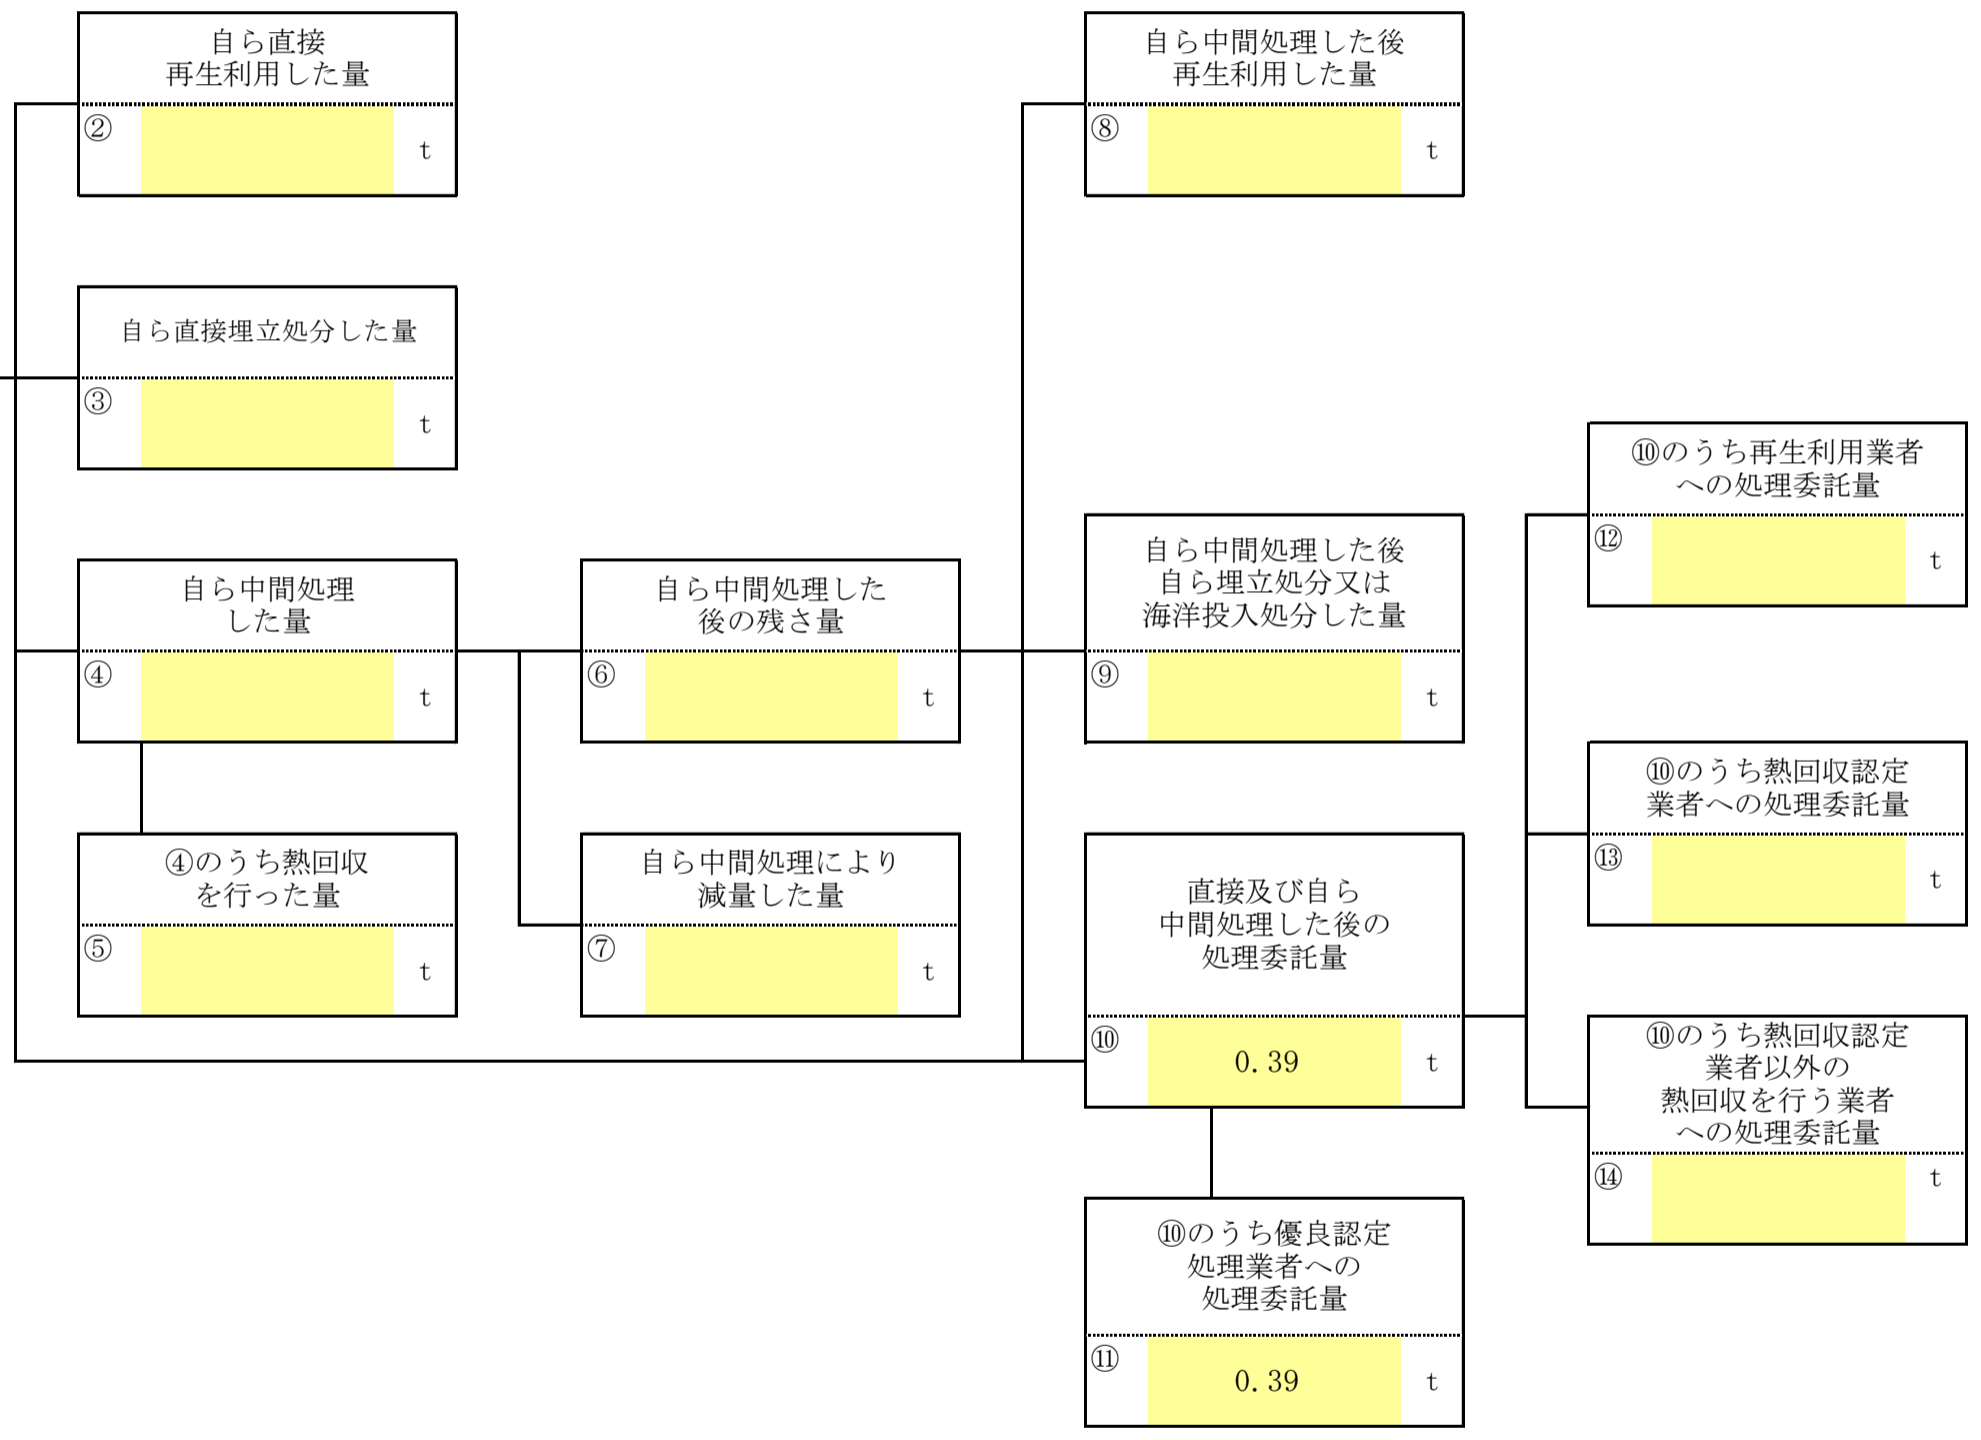 自ら直接
再生利用した量
②
t
自ら中間処理した後
再生利用した量
⑧
t
自ら直接埋立処分した量
③
t
⑩のうち再生利用業者
への処理委託量
⑫
t
自ら中間処理
した量
④
t
自ら中間処理した
後の残さ量
⑥
t
自ら中間処理した後
自ら埋立処分又は
海洋投入処分した量
⑨
t
⑩のうち熱回収認定
業者への処理委託量
⑬
t
④のうち熱回収
を行った量
⑤
t
自ら中間処理により
減量した量
⑦
t
直接及び自ら
中間処理した後の
処理委託量
⑩
0.39
t
⑩のうち熱回収認定
業者以外の
熱回収を行う業者
への処理委託量
⑭
t
⑩のうち優良認定
処理業者への
処理委託量
⑪
0.39
t